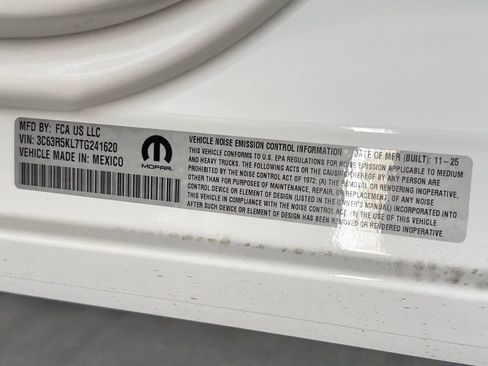 MFD BY: FCA US LLC
VIN: 3C63R5KL7TG241620
VEHICLE MADE IN: MEXICO
MOPAR
VEHICLE NOISE EMISSION CONTROL INFORMATION DATE OF MFR (BUILT): 11-25
THIS VEHICLE CONFORMS TO U.S. EPA REGULATIONS FOR NOISE EMISSION APPLICABLE TO MEDIUM
AND HEAVY TRUCKS. THE FOLLOWING ACTS OR THE CAUSING THEREOF BY ANY PERSON ARE
PROHIBITED BY THE NOISE CONTROL ACT OF 1972: (A) THE REMOVAL OR RENDERING INOPERATIVE,
OTHER THAN FOR PURPOSES OF MAINTENANCE, REPAIR, OR REPLACEMENT, OF ANY NOISE
CONTROL DEVICE OR ELEMENT OF DESIGN (LISTED IN THE OWNER'S MANUAL) INCORPORATED INTO
THIS VEHICLE IN COMPLIANCE WITH THE NOISE CONTROL ACT; (B) THE USE OF THIS VEHICLE
AFTER SUCH DEVICE OR ELEMENT OF DESIGN HAS BEEN REMOVED OR RENDERED INOPERATIVE.